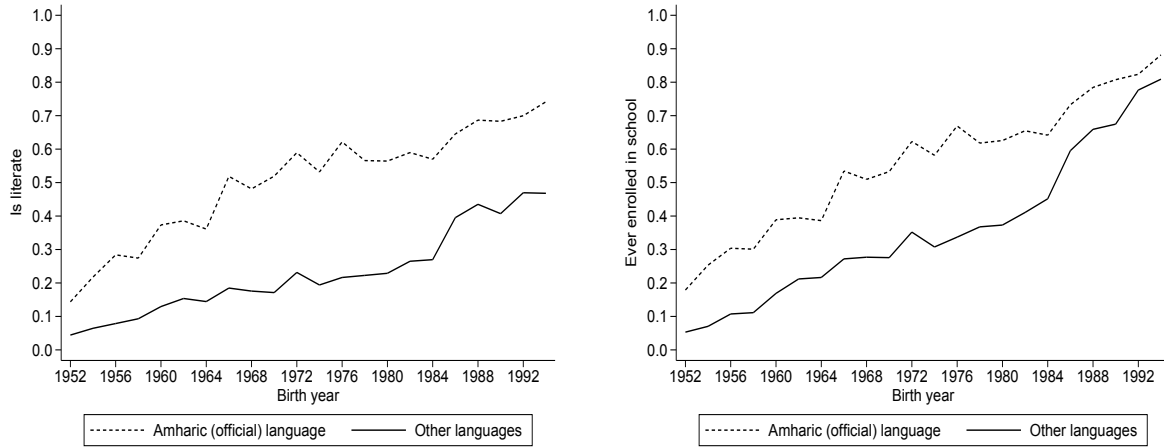 Is literate
1.0
0.9
0.8
0.7
0.6
0.5
0.4
0.3
0.2
0.1
0.0
1952 1956 1960 1964 1968 1972 1976 1980 1984 1988 1992
Birth year
Amharic (official) language Other languages
Ever enrolled in school
1.0
0.9
0.8
0.7
0.6
0.5
0.4
0.3
0.2
0.1
0.0
1952 1956 1960 1964 1968 1972 1976 1980 1984 1988 1992
Birth year
Amharic (official) language Other languages